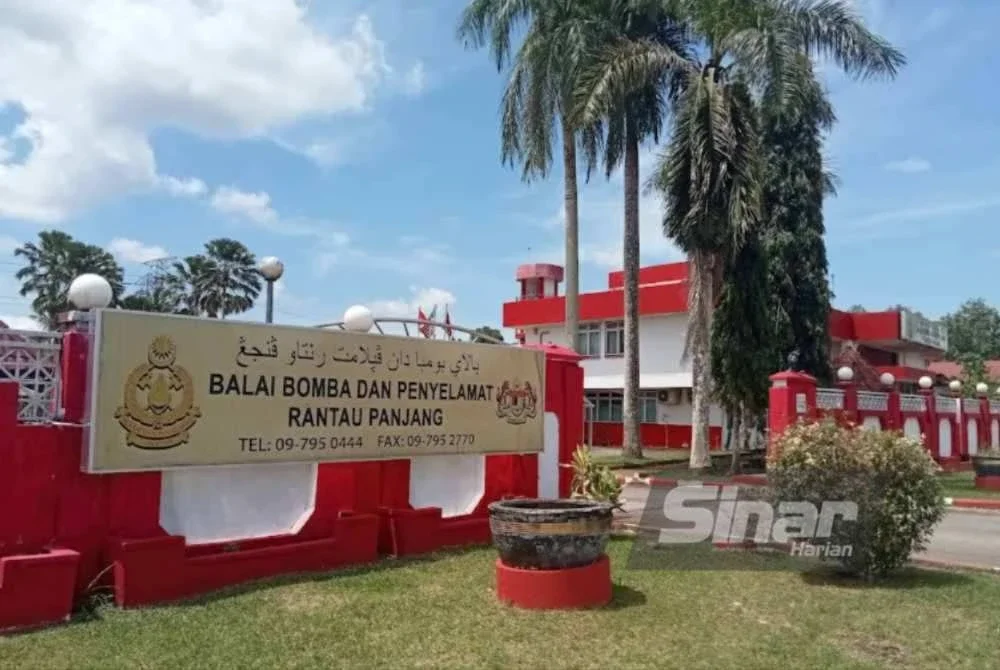 بالاي بومبا دان ڤپلامت رنتاو ڤنجڠ
BALAI BOMBA DAN PENYELAMAT
RANTAU PANJANG
TEL: 09-795 0444 FAX: 09-795 2770
Sinar
Harian